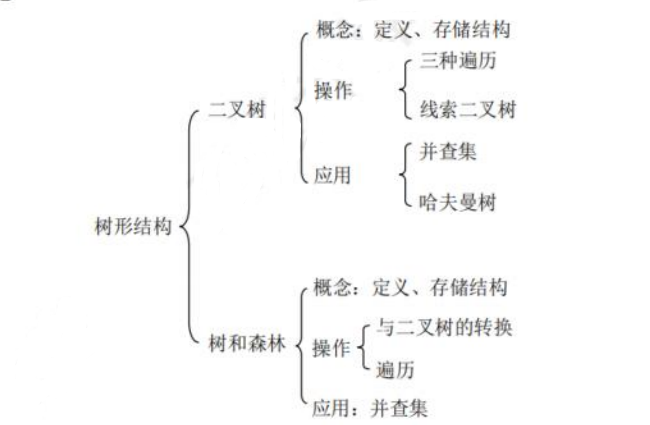 概念：定义、存储结构
三种遍历
操作
线索二叉树
二叉树
并查集
应用
哈夫曼树
树形结构
概念：定义、存储结构
与二叉树的转换
树和森林
操作
遍历
应用：并查集